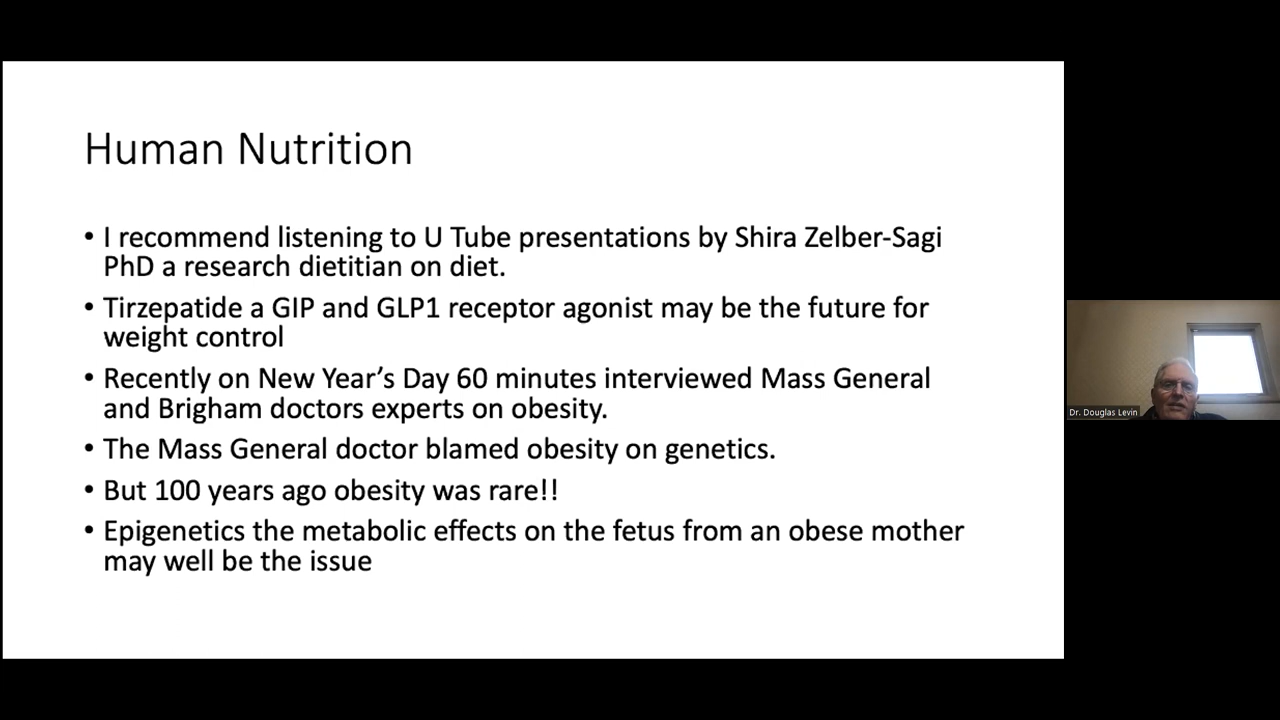 Human Nutrition
• I recommend listening to U Tube presentations by Shira Zelber-Sagi
PhD a research dietitian on diet.
• Tirzepatide a GIP and GLP1 receptor agonist may be the future for
weight control
• Recently on New Year’s Day 60 minutes interviewed Mass General
and Brigham doctors experts on obesity.
• The Mass General doctor blamed obesity on genetics.
• But 100 years ago obesity was rare!!
• Epigenetics the metabolic effects on the fetus from an obese mother
may well be the issue
Dr. Douglas Levin